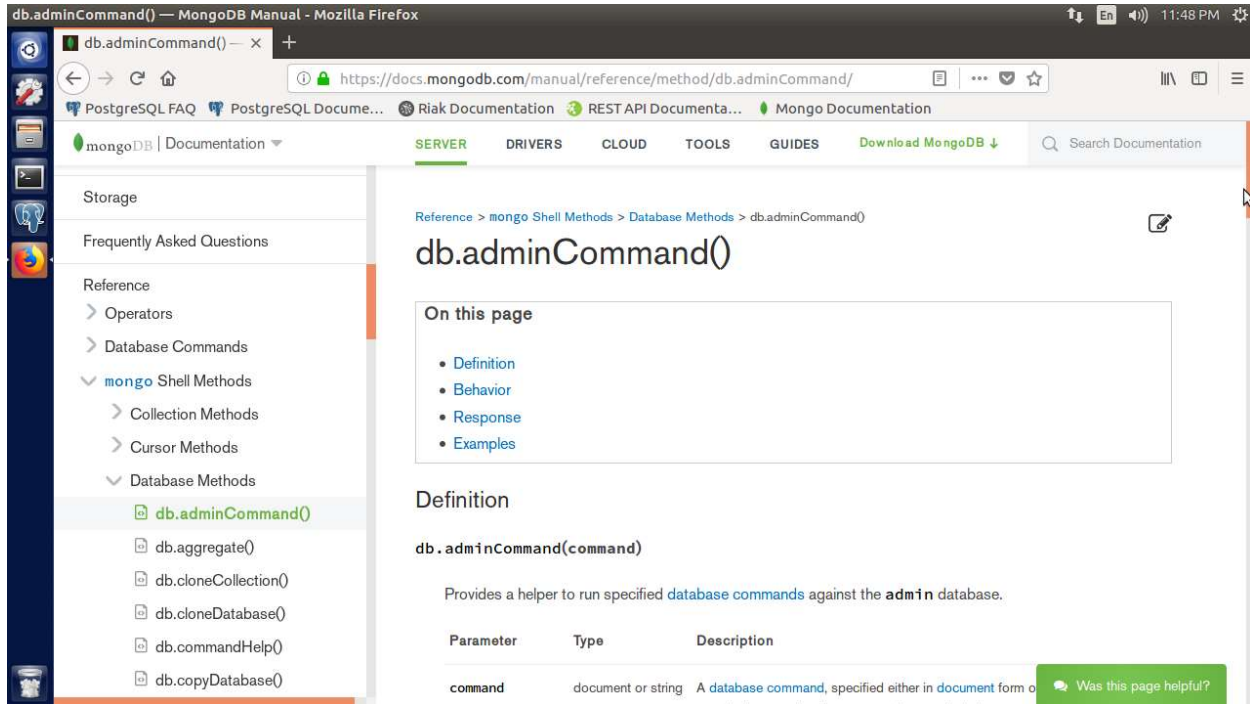 db.adminCommand() — MongoDB Manual - Mozilla Firefox
En
11:48 PM
db.adminCommand() —
https://docs.mongodb.com/manual/reference/method/db.adminCommand/
PostgreSQL FAQ PostgreSQL Docume... Riak Documentation REST API Documenta... Mongo Documentation
mongoDB | Documentation
SERVER DRIVERS CLOUD TOOLS GUIDES Download MongoDB ↓ Search Documentation
Storage
Frequently Asked Questions
Reference
Operators
Database Commands
mongo Shell Methods
Collection Methods
Cursor Methods
Database Methods
db.adminCommand()
db.aggregate()
db.cloneCollection()
db.cloneDatabase()
db.commandHelp()
db.copyDatabase()
Reference > mongo Shell Methods > Database Methods > db.adminCommand()
db.adminCommand()
On this page
• Definition
• Behavior
• Response
• Examples
Definition
db.adminCommand(command)
Provides a helper to run specified database commands against the admin database.
Parameter Type Description
command document or string A database command, specified either in document form o
Was this page helpful?